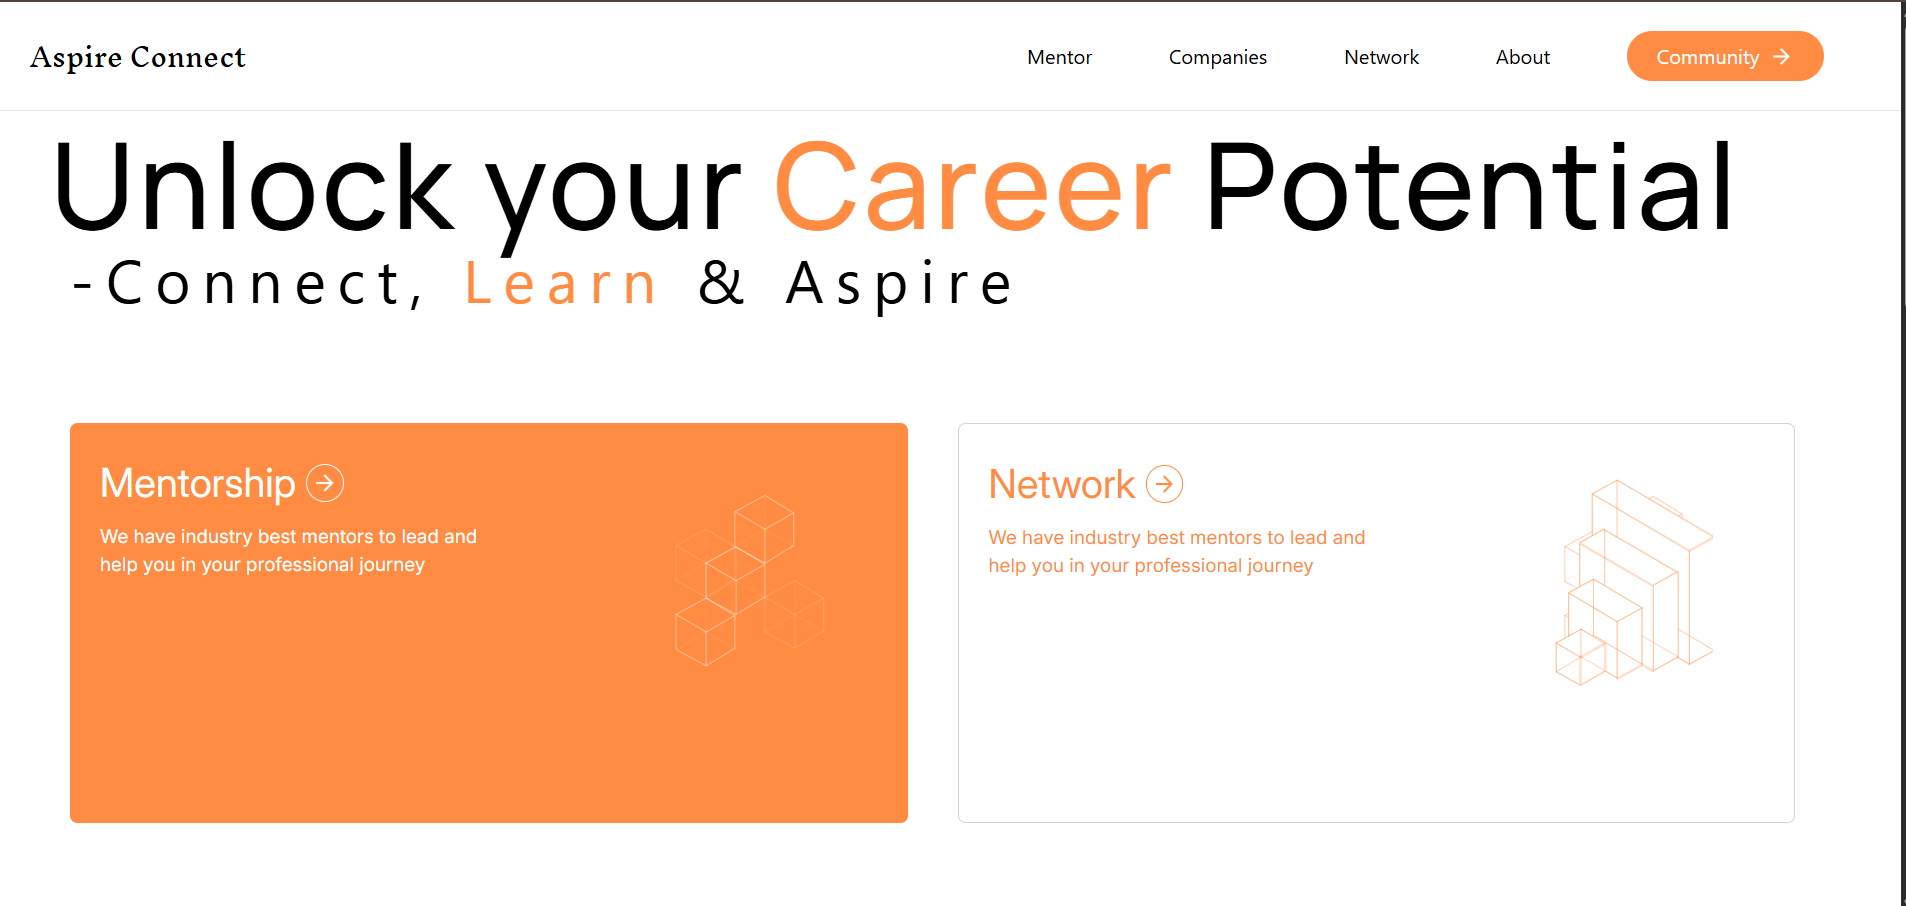 Aspire Connect
Mentor
Companies
Network
About
Community
Unlock your Career Potential
-Connect, Learn & Aspire
Mentorship
We have industry best mentors to lead and
help you in your professional journey
Network
We have industry best mentors to lead and
help you in your professional journey